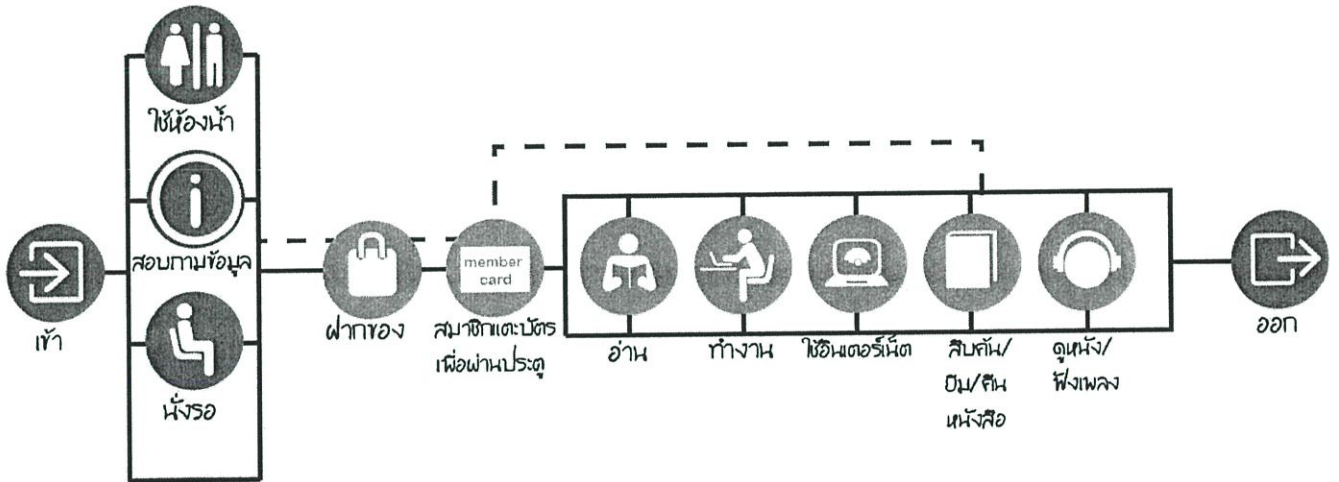 ใช้ห้องน้ำ
สอบถามข้อมูล
นั่งรอ
เข้า
ฝากของ
member
card
สมาชิกแตะบัตร
เพื่อผ่านประตู
อ่าน
ทำงาน
ใช้อินเตอร์เน็ต
สืบค้น/
ยืม/คืน
หนังสือ
ดูหนัง/
ฟังเพลง
ออก